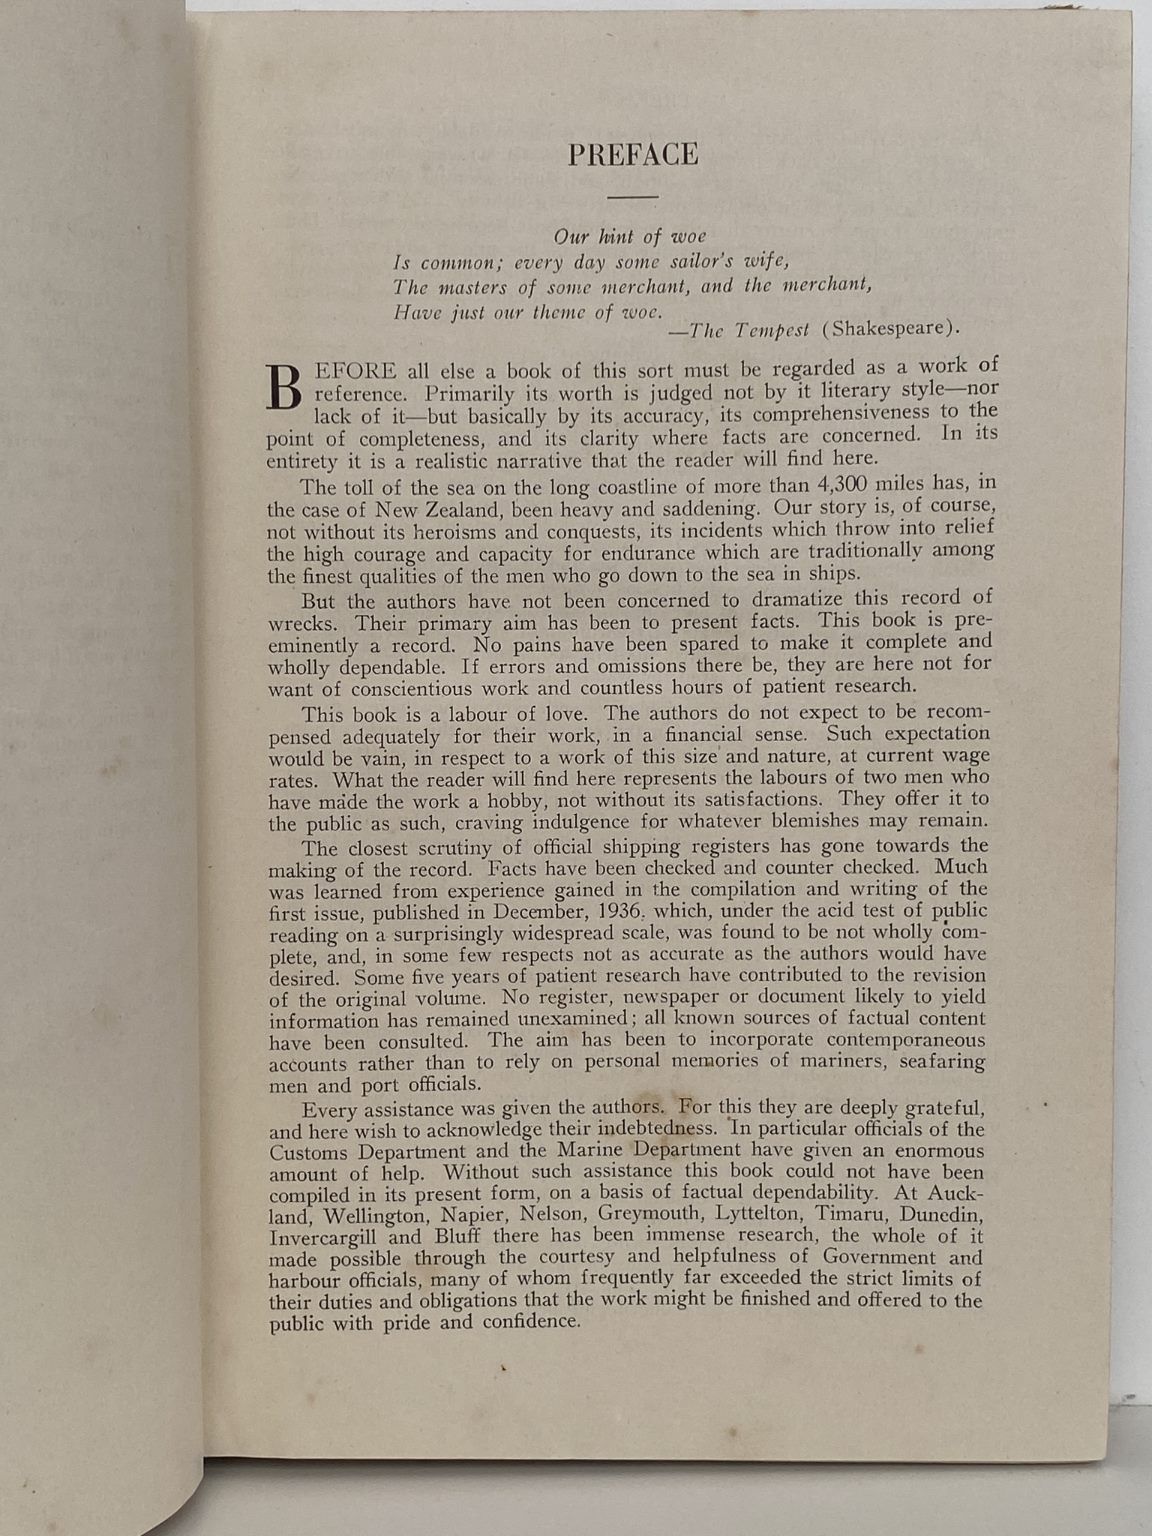 PREFACE
Our hint of woe
Is common; every day some sailor's wife,
The masters of some merchant, and the merchant,
Have just our theme of woe.
—The Tempest (Shakespeare).
BEFORE all else a book of this sort must be regarded as a work of
reference. Primarily its worth is judged not by it literary style—nor
lack of it—but basically by its accuracy, its comprehensiveness to the
point of completeness, and its clarity where facts are concerned. In its
entirety it is a realistic narrative that the reader will find here.
The toll of the sea on the long coastline of more than 4,300 miles has, in
the case of New Zealand, been heavy and saddening. Our story is, of course,
not without its heroisms and conquests, its incidents which throw into relief
the high courage and capacity for endurance which are traditionally among
the finest qualities of the men who go down to the sea in ships.
But the authors have not been concerned to dramatize this record of
wrecks. Their primary aim has been to present facts. This book is pre-
eminently a record. No pains have been spared to make it complete and
wholly dependable. If errors and omissions there be, they are here not for
want of conscientious work and countless hours of patient research.
This book is a labour of love. The authors do not expect to be recom-
pensed adequately for their work, in a financial sense. Such expectation
would be vain, in respect to a work of this size and nature, at current wage
rates. What the reader will find here represents the labours of two men who
have made the work a hobby, not without its satisfactions. They offer it to
the public as such, craving indulgence for whatever blemishes may remain.
The closest scrutiny of official shipping registers has gone towards the
making of the record. Facts have been checked and counter checked. Much
was learned from experience gained in the compilation and writing of the
first issue, published in December, 1936, which, under the acid test of public
reading on a surprisingly widespread scale, was found to be not wholly com-
plete, and, in some few respects not as accurate as the authors would have
desired. Some five years of patient research have contributed to the revision
of the original volume. No register, newspaper or document likely to yield
information has remained unexamined; all known sources of factual content
have been consulted. The aim has been to incorporate contemporaneous
accounts rather than to rely on personal memories of mariners, seafaring
men and port officials.
Every assistance was given the authors. For this they are deeply grateful,
and here wish to acknowledge their indebtedness. In particular officials of the
Customs Department and the Marine Department have given an enormous
amount of help. Without such assistance this book could not have been
compiled in its present form, on a basis of factual dependability. At Auck-
land, Wellington, Napier, Nelson, Greymouth, Lyttelton, Timaru, Dunedin,
Invercargill and Bluff there has been immense research, the whole of it
made possible through the courtesy and helpfulness of Government and
harbour officials, many of whom frequently far exceeded the strict limits of
their duties and obligations that the work might be finished and offered to the
public with pride and confidence.